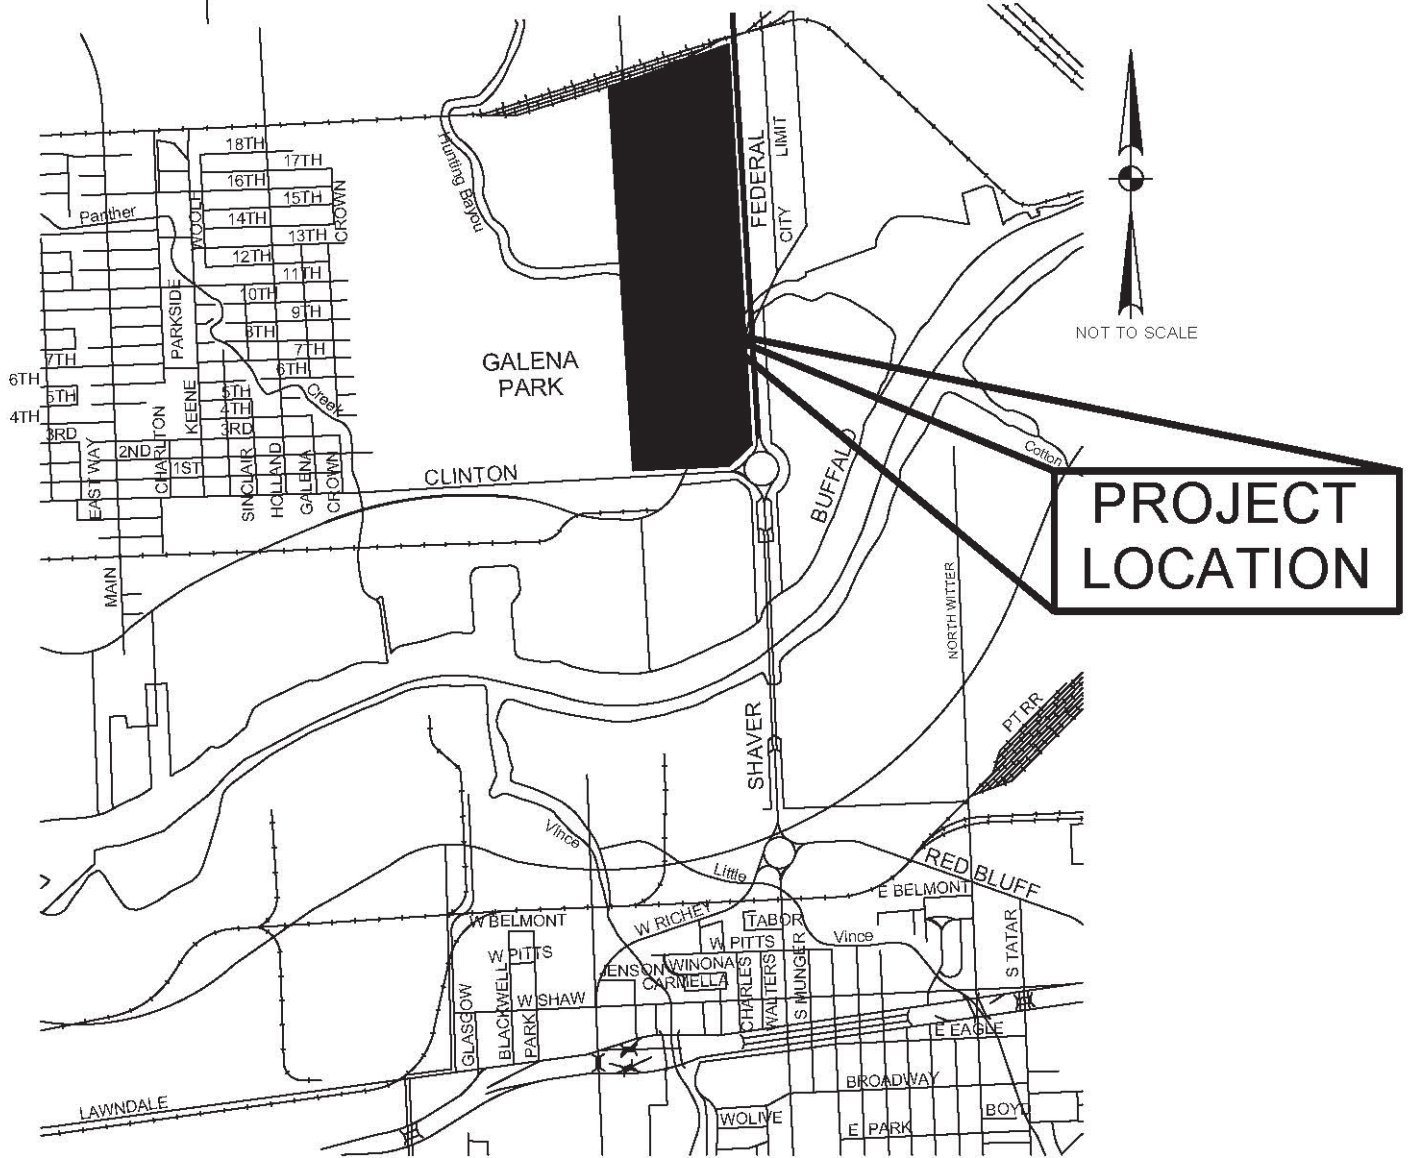 18TH
17TH
16TH
15TH
14TH
13TH
12TH
11TH
10TH
9TH
8TH
7TH
6TH
5TH
4TH
3RD
WOOLF
CROWN
Panther
PARKSIDE
KEENE
Creek
7TH
6TH
5TH
4TH
3RD
2ND
1ST
EASTWAY
CHARLTON
SINCLAIR
HOLLAND
GALENA
CROWN
MAIN
Hunting Bayou
GALENA
PARK
CLINTON
FEDERAL
CITY LIMIT
NOT TO SCALE
BUFFALO
Cotton
PROJECT
LOCATION
NORTH WITTER
SHAVER
PT RR
Vince
Little
RED BLUFF
E BELMONT
W BELMONT
W RICHEY
TABOR
W PITTS
W PITTS
Vince
JENSON
WINONA
CARMELLA
W SHAW
GLASGOW
BLACKWELL
PARK
CHARLES
WALTERS
S MUNGER
S TATAR
E EAGLE
BROADWAY
LAWNDALE
WOLIVE
BOYD
E PARK